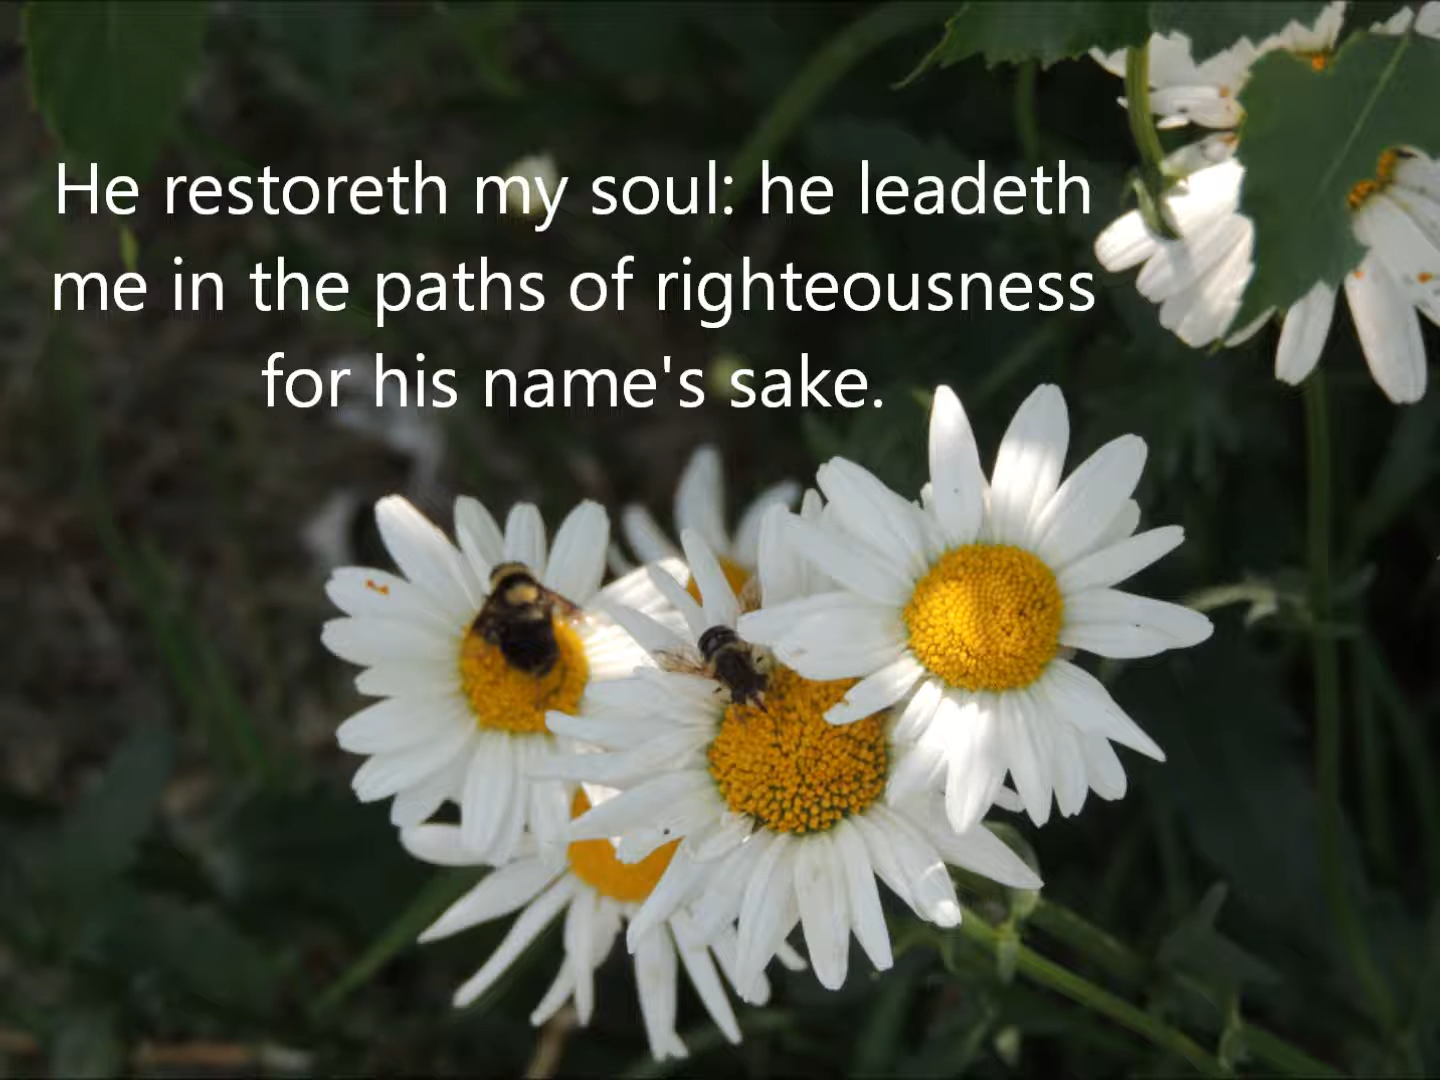 He restoreth my soul: he leadeth
me in the paths of righteousness
for his name's sake.